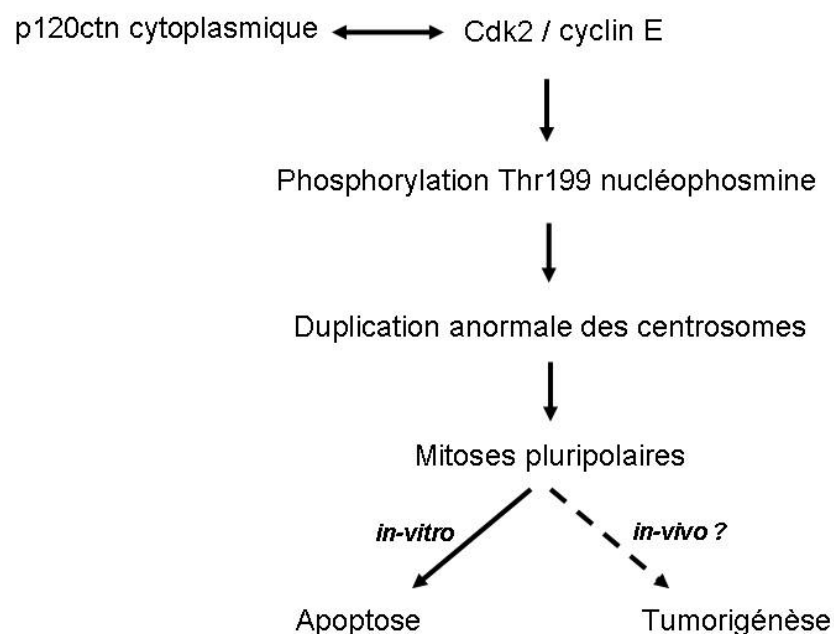 p120ctn cytoplasmique Cdk2 / cyclin E
Phosphorylation Thr199 nucléophosmine
Duplication anormale des centrosomes
Mitoses pluripolaires
in-vitro in-vivo ?
Apoptose Tumorigénèse